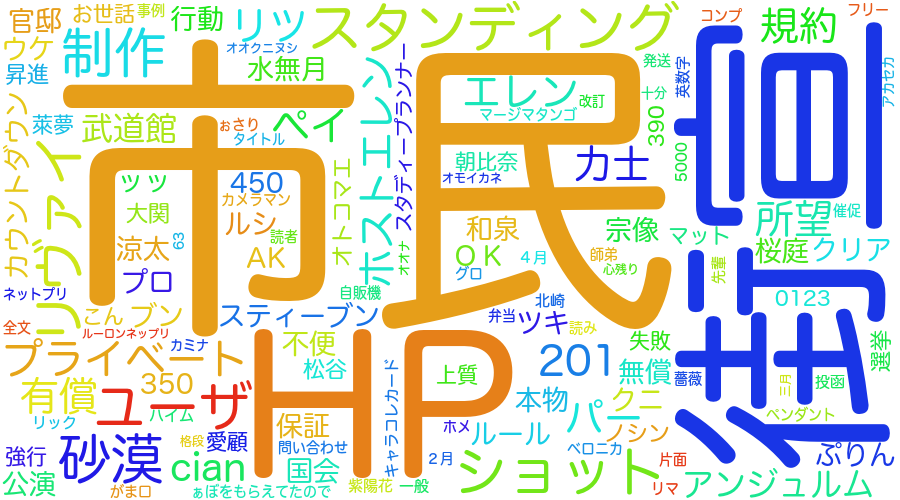 官邸
お世話
事例
行動
リツ
スタンディング
コンプ
フリー
ウケ
制作
オオクニヌシ
規約
昇進
水無月
発送
英数字
アカセカ
エレン
十分
改訂
390
萊夢
武道館
ぉさり
タイトル
ペイ
マージマタンゴ
市民
衛宮
カウントダウン
リヴァイ
ホストエレン
スタディープランナー
朝比奈
力士
5000
オモイカネ
ッッ
450
カメラマン
オトコマエ
大関
ルシ
読者
和泉
宗像
所望
催促
涼太
63
AK
オオナ
OK
4月
師弟
心残り
マット
桜庭
クリア
先輩
プロ
グロ
ネットプリ
自販機
北崎
0123
全文
こん
ブン
スティーブン
弁当
ツキ
読み
ルーロンネップリ
プライベート
カミナ
不便
松谷
HP
201
失敗
無償
薔薇
三月
投函
選挙
350
有償
ユーザ
上質
本物
クニ
リック
ハイム
保証
キャラコレカード
ホメ
ルール
パー
ノシン
ペンダント
砂漠
格段
愛顧
問い合わせ
ベロニカ
ぷりん
強行
cian
国会
2月
ショット
片面
公演
がま口
ぁぼをもらえてたので
紫陽花
一般
リマ
アンジュルム